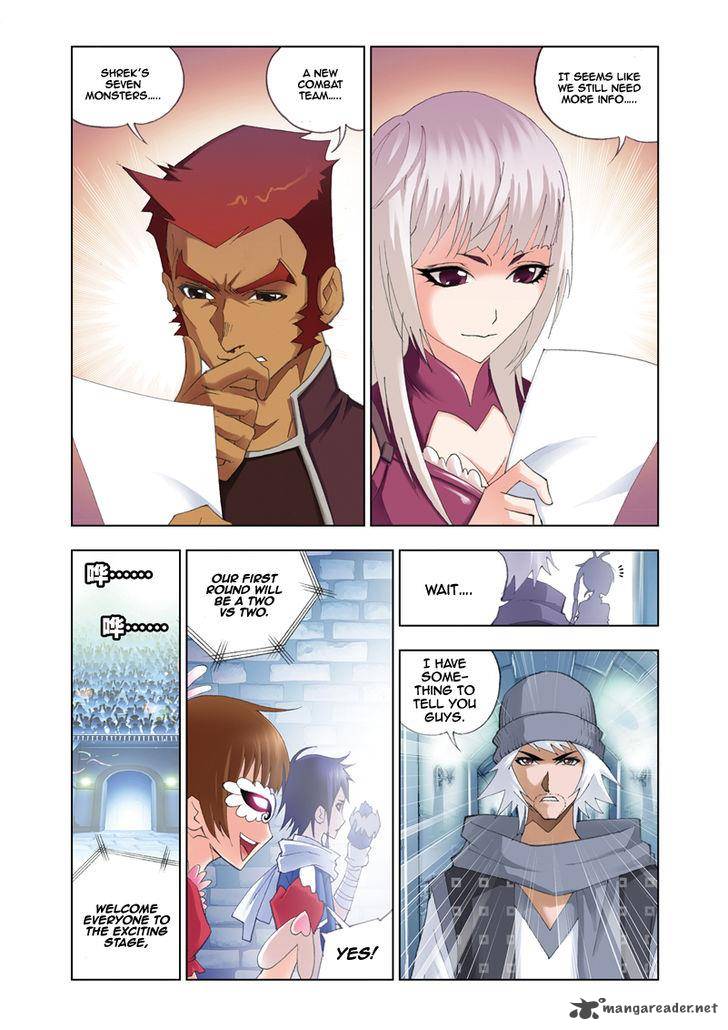 SHREK'S
SEVEN
MONSTERS.....
A NEW
COMBAT
TEAM.....
IT SEEMS LIKE
WE STILL NEED
MORE INFO.....
哗......
哗......
WELCOME
EVERYONE TO
THE EXCITING
STAGE,
OUR FIRST
ROUND WILL
BE A TWO
VS TWO.
YES!
WAIT....
I HAVE
SOME-
THING TO
TELL YOU
GUYS.
mangareader.net